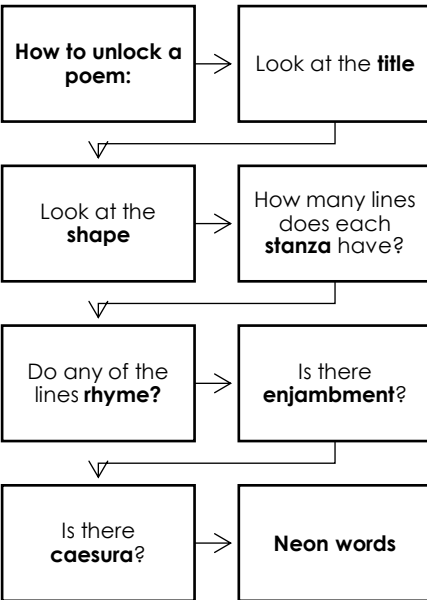 How to unlock a
poem:
Look at the title
Look at the
shape
How many lines
does each
stanza have?
Do any of the
lines rhyme?
Is there
enjambment?
Is there
caesura?
Neon words